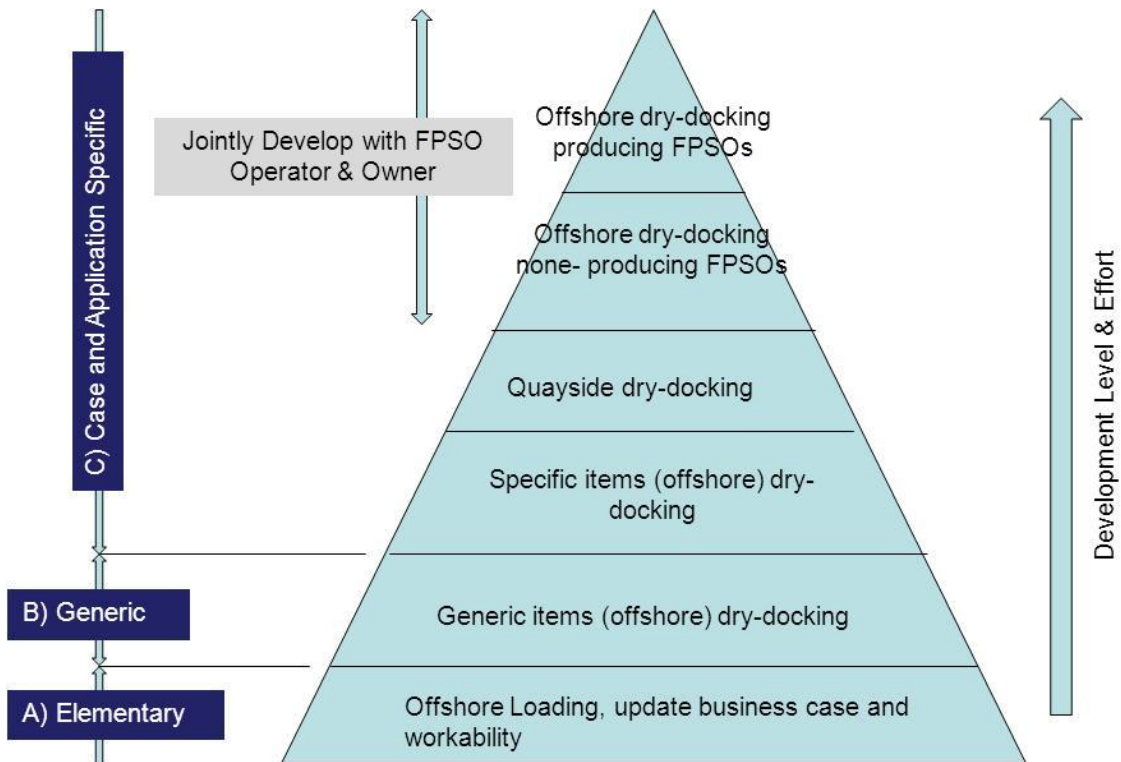 Offshore dry-docking
producing FPSOs
Jointly Develop with FPSO
Operator & Owner
Offshore dry-docking
none- producing FPSOs
C) Case and Application Specific
Quayside dry-docking
Specific items (offshore) dry-
docking
Development Level & Effort
B) Generic
Generic items (offshore) dry-docking
A) Elementary
Offshore Loading, update business case and
workability